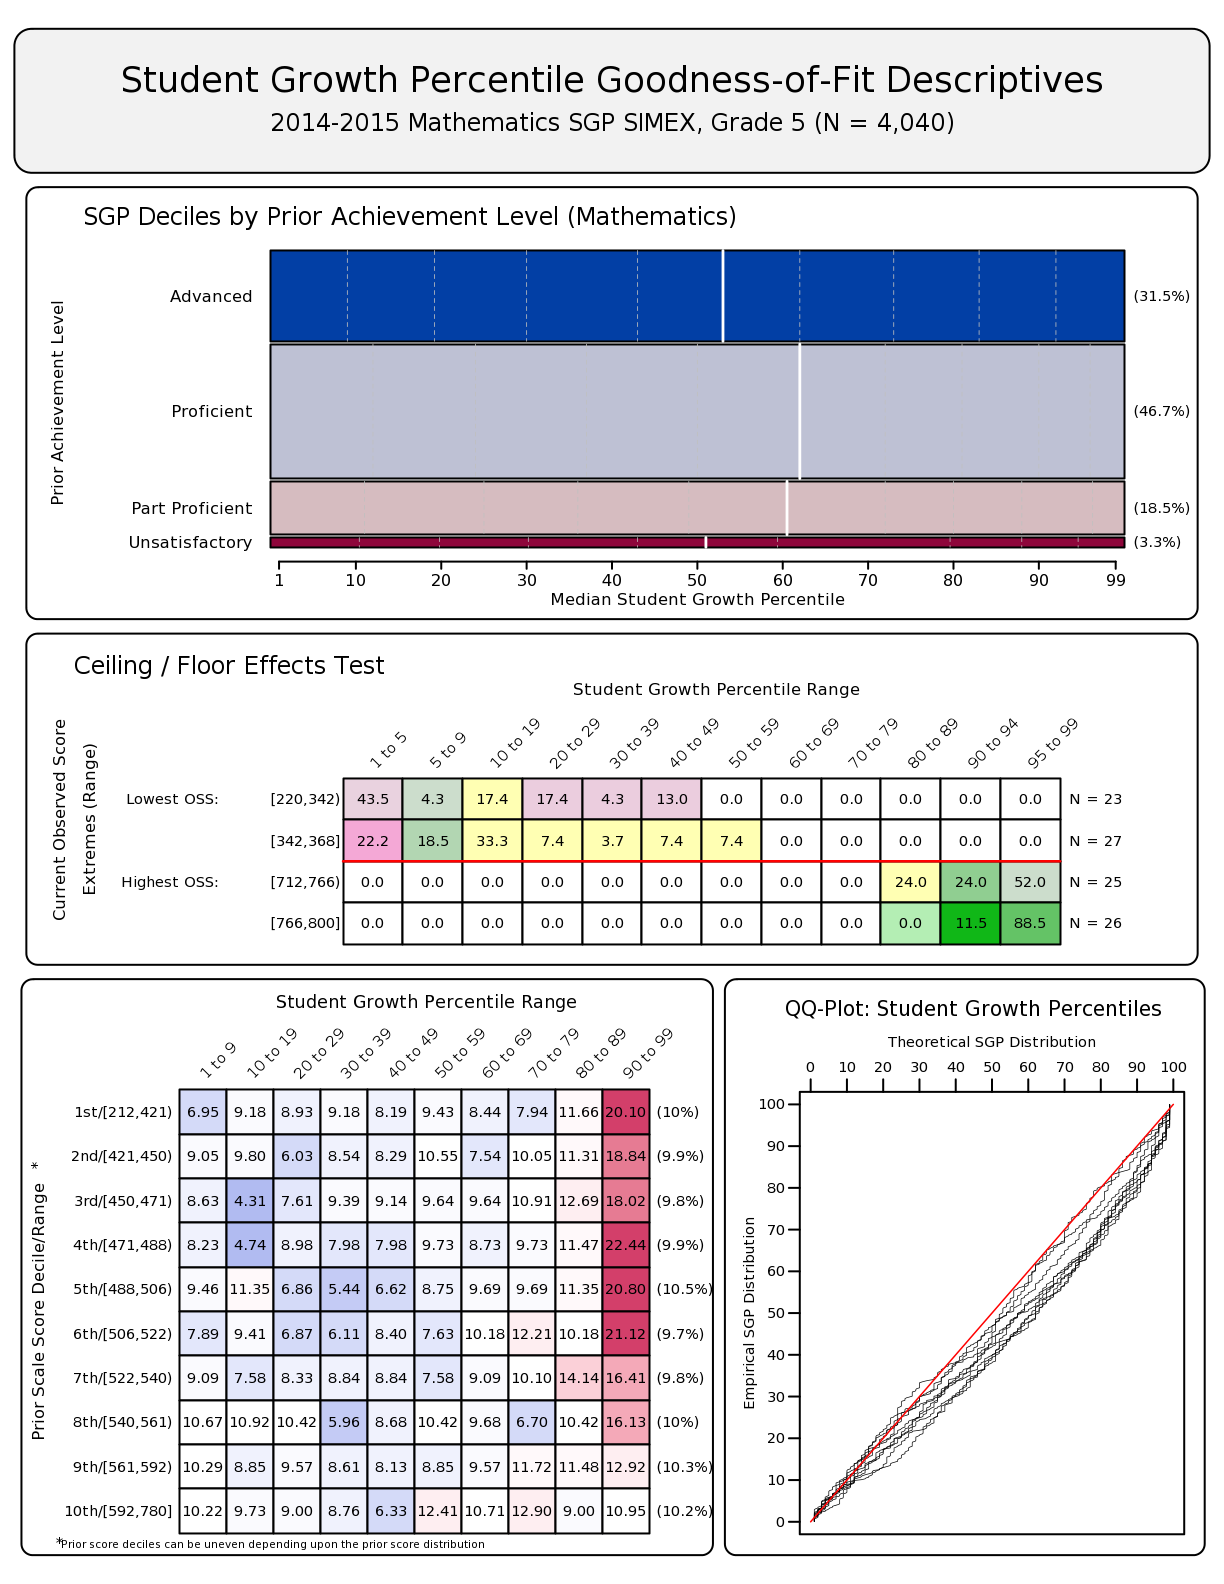 Student Growth Percentile Goodness-of-Fit Descriptives
2014-2015 Mathematics SGP SIMEX, Grade 5 (N = 4,040)
SGP Deciles by Prior Achievement Level (Mathematics)
Prior Achievement Level
Advanced (31.5%)
Proficient (46.7%)
Part Proficient (18.5%)
Unsatisfactory (3.3%)
1 10 20 30 40 50 60 70 80 90 99
Median Student Growth Percentile
Ceiling / Floor Effects Test
Student Growth Percentile Range
Current Observed Score
Extremes (Range)
1 to 5 5 to 9 10 to 19 20 to 29 30 to 39 40 to 49 50 to 59 60 to 69 70 to 79 80 to 89 90 to 94 95 to 99
Lowest OSS: [220,342) 43.5 4.3 17.4 17.4 4.3 13.0 0.0 0.0 0.0 0.0 0.0 0.0 N = 23
[342,368] 22.2 18.5 33.3 7.4 3.7 7.4 7.4 0.0 0.0 0.0 0.0 0.0 N = 27
Highest OSS: [712,766) 0.0 0.0 0.0 0.0 0.0 0.0 0.0 0.0 0.0 24.0 24.0 52.0 N = 25
[766,800] 0.0 0.0 0.0 0.0 0.0 0.0 0.0 0.0 0.0 0.0 11.5 88.5 N = 26
Student Growth Percentile Range
Prior Scale Score Decile/Range *
1 to 9 10 to 19 20 to 29 30 to 39 40 to 49 50 to 59 60 to 69 70 to 79 80 to 89 90 to 99
1st/[212,421) 6.95 9.18 8.93 9.18 8.19 9.43 8.44 7.94 11.66 20.10 (10%)
2nd/[421,450) 9.05 9.80 6.03 8.54 8.29 10.55 7.54 10.05 11.31 18.84 (9.9%)
3rd/[450,471) 8.63 4.31 7.61 9.39 9.14 9.64 9.64 10.91 12.69 18.02 (9.8%)
4th/[471,488) 8.23 4.74 8.98 7.98 7.98 9.73 8.73 9.73 11.47 22.44 (9.9%)
5th/[488,506) 9.46 11.35 6.86 5.44 6.62 8.75 9.69 9.69 11.35 20.80 (10.5%)
6th/[506,522) 7.89 9.41 6.87 6.11 8.40 7.63 10.18 12.21 10.18 21.12 (9.7%)
7th/[522,540) 9.09 7.58 8.33 8.84 8.84 7.58 9.09 10.10 14.14 16.41 (9.8%)
8th/[540,561) 10.67 10.92 10.42 5.96 8.68 10.42 9.68 6.70 10.42 16.13 (10%)
9th/[561,592) 10.29 8.85 9.57 8.61 8.13 8.85 9.57 11.72 11.48 12.92 (10.3%)
10th/[592,780] 10.22 9.73 9.00 8.76 6.33 12.41 10.71 12.90 9.00 10.95 (10.2%)
*Prior score deciles can be uneven depending upon the prior score distribution
QQ-Plot: Student Growth Percentiles
Theoretical SGP Distribution
0 10 20 30 40 50 60 70 80 90 100
Empirical SGP Distribution
100
90
80
70
60
50
40
30
20
10
0